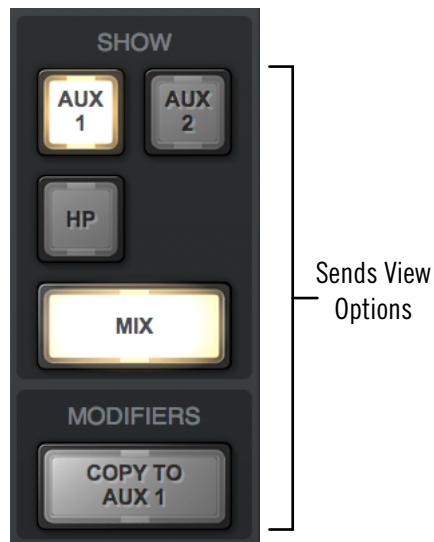 SHOW
AUX
1
AUX
2
HP
MIX
Sends View
Options
MODIFIERS
COPY TO
AUX 1